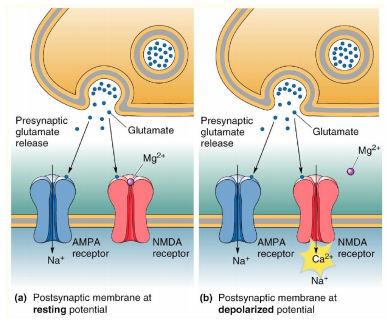 Presynaptic
glutamate
release
Glutamate
Mg2+
AMPA
receptor
NMDA
receptor
Na+
(a) Postsynaptic membrane at
resting potential
Presynaptic
glutamate
release
Glutamate
Mg2+
AMPA
receptor
NMDA
receptor
Ca2+
Na+
Na+
(b) Postsynaptic membrane at
depolarized potential